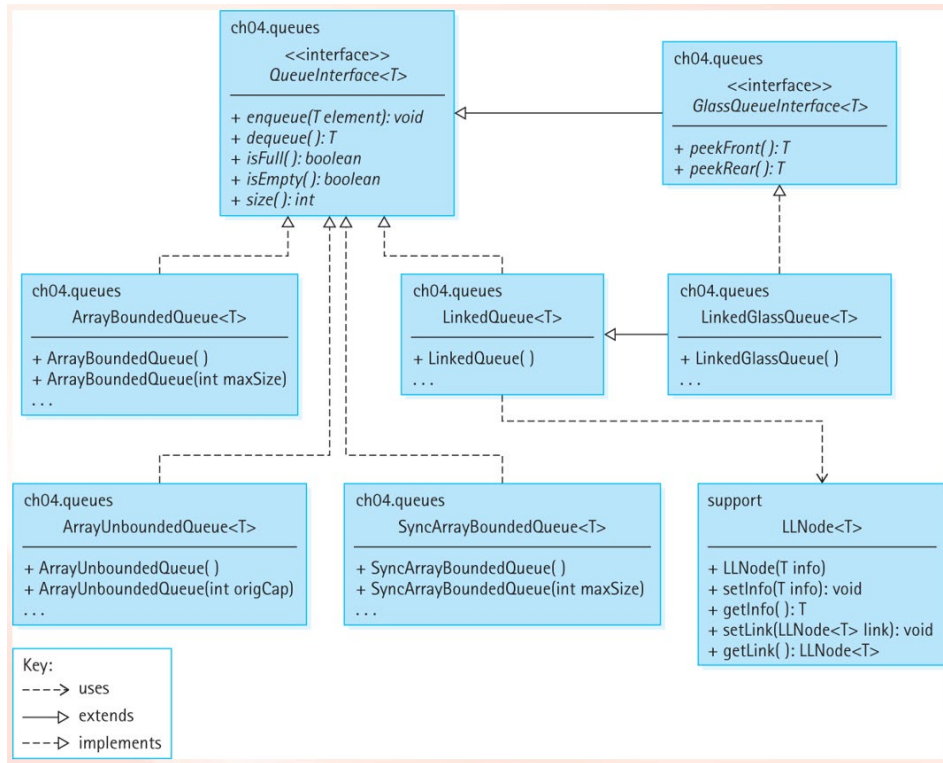 ch04.queues
<<interface>>
QueueInterface<T>
+ enqueue(T element): void
+ dequeue( ): T
+ isFull( ): boolean
+ isEmpty( ): boolean
+ size( ): int
ch04.queues
<<interface>>
GlassQueueInterface<T>
+ peekFront( ): T
+ peekRear( ): T
ch04.queues
ArrayBoundedQueue<T>
+ ArrayBoundedQueue( )
+ ArrayBoundedQueue(int maxSize)
. . .
ch04.queues
LinkedQueue<T>
+ LinkedQueue( )
. . .
ch04.queues
LinkedGlassQueue<T>
+ LinkedGlassQueue( )
. . .
ch04.queues
ArrayUnboundedQueue<T>
+ ArrayUnboundedQueue( )
+ ArrayUnboundedQueue(int origCap)
. . .
ch04.queues
SyncArrayBoundedQueue<T>
+ SyncArrayBoundedQueue( )
+ SyncArrayBoundedQueue(int maxSize)
. . .
support
LLNode<T>
+ LLNode(T info)
+ setInfo(T info): void
+ getInfo( ): T
+ setLink(LLNode<T> link): void
+ getLink( ): LLNode<T>
Key:
uses
extends
implements